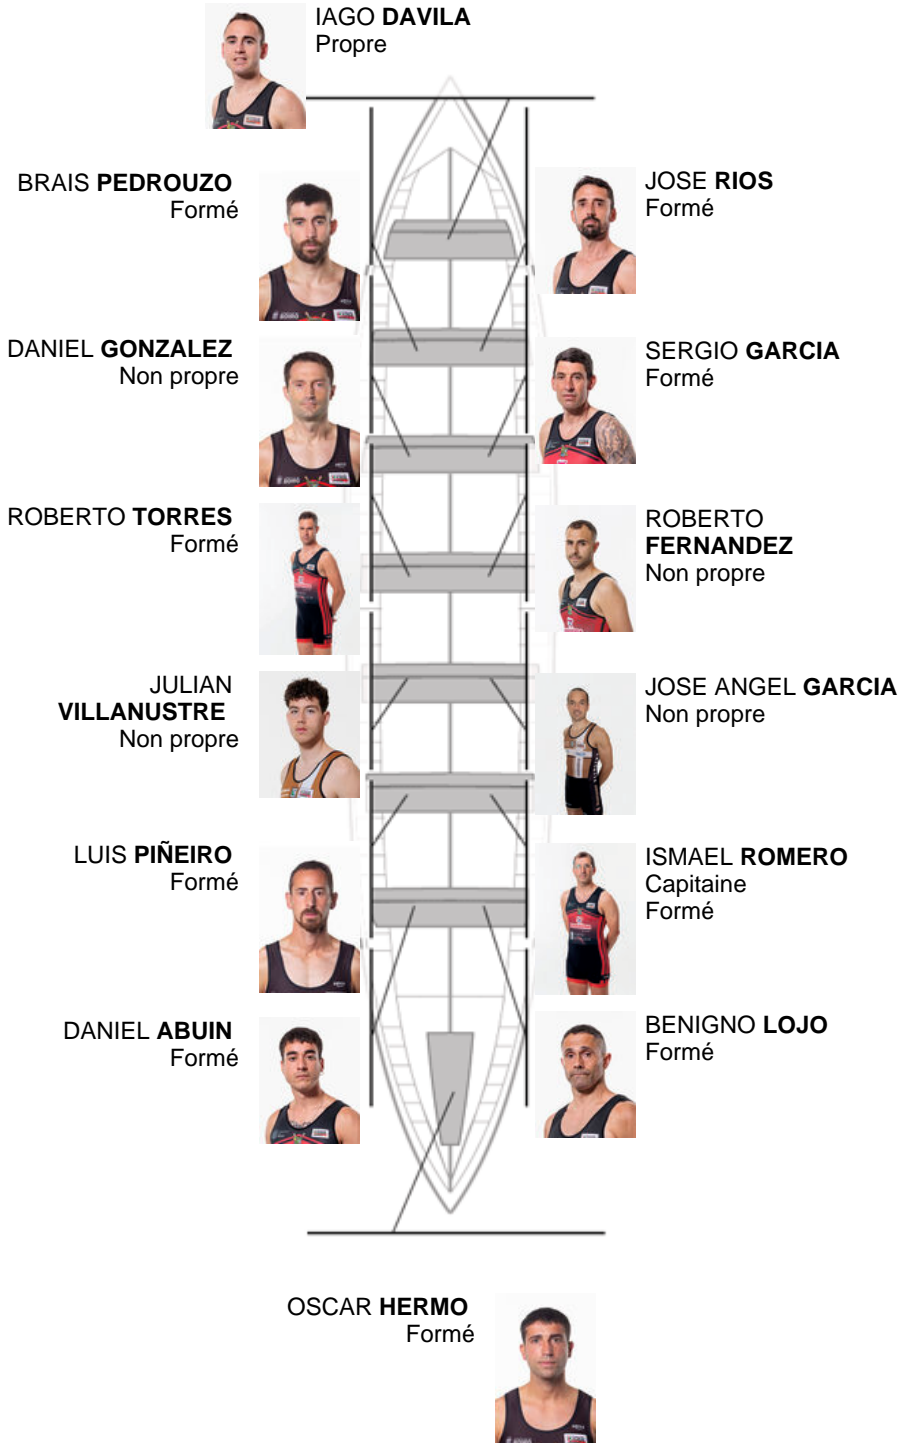 IAGO DAVILA
Propre
BRAIS PEDROUZO
Formé
JOSE RIOS
Formé
DANIEL GONZALEZ
Non propre
SERGIO GARCIA
Formé
ROBERTO TORRES
Formé
ROBERTO
FERNANDEZ
Non propre
JULIAN
VILLANUSTRE
Non propre
JOSE ANGEL GARCIA
Non propre
LUIS PIÑEIRO
Formé
ISMAEL ROMERO
Capitaine
Formé
DANIEL ABUIN
Formé
BENIGNO LOJO
Formé
OSCAR HERMO
Formé